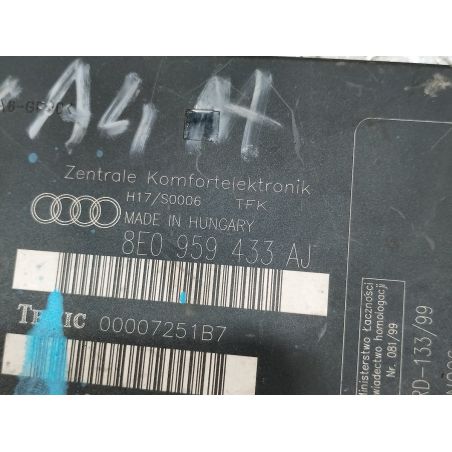 A4 H
Zentrale Komfortelektronik
H17/S0006 TFK
MADE IN HUNGARY
8E0 959 433 AJ
TEMIC 00007251B7
Ministerstwo Łączności
Świadectwo homologacji
Nr. 081/99
RD-133/99